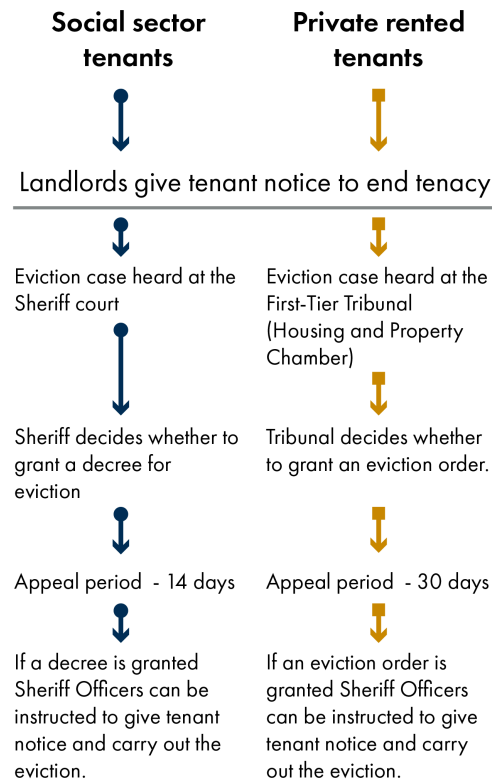 Social sector
tenants
Private rented
tenants
Landlords give tenant notice to end tenacy
Eviction case heard at the
Sheriff court
Eviction case heard at the
First-Tier Tribunal
(Housing and Property
Chamber)
Sheriff decides whether to
grant a decree for
eviction
Tribunal decides whether
to grant an eviction order.
Appeal period - 14 days
Appeal period - 30 days
If a decree is granted
Sheriff Officers can be
instructed to give tenant
notice and carry out the
eviction.
If an eviction order is
granted Sheriff Officers
can be instructed to give
tenant notice and carry
out the eviction.